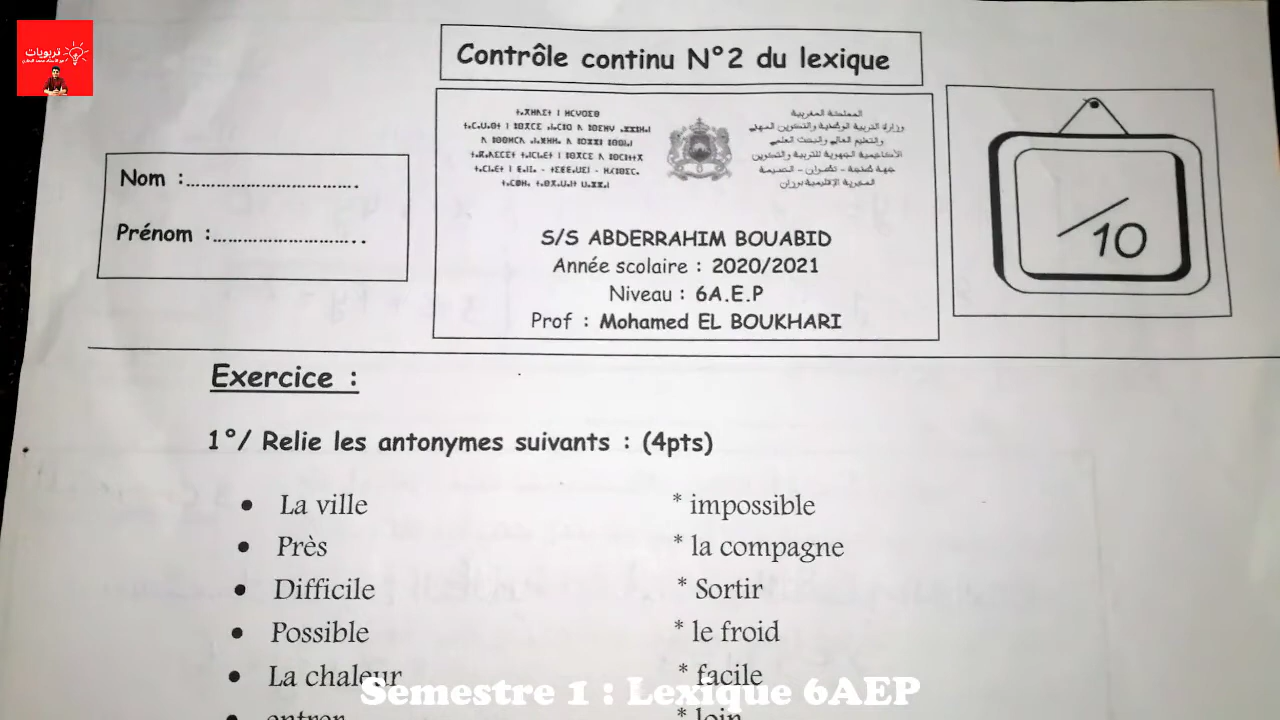 تربويات
Contrôle continu N°2 du lexique
Nom :................................
Prénom :..............................
المملكة المغربية
وزارة التربية الوطنية والتكوين المهني
والتعليم العالي والبحث العلمي
الأكاديمية الجهوية للتربية والتكوين
جهة طنجة - تطوان - الحسيمة
المديرية الإقليمية بوزان
S/S ABDERRAHIM BOUABID
Année scolaire : 2020/2021
Niveau : 6A.E.P
Prof : Mohamed EL BOUKHARI
/10
Exercice :
1°/ Relie les antonymes suivants : (4pts)
• La ville * impossible
• Près * la compagne
• Difficile * Sortir
• Possible * le froid
• La chaleur * facile
• entrer * loin
Semestre 1 : Lexique 6AEP